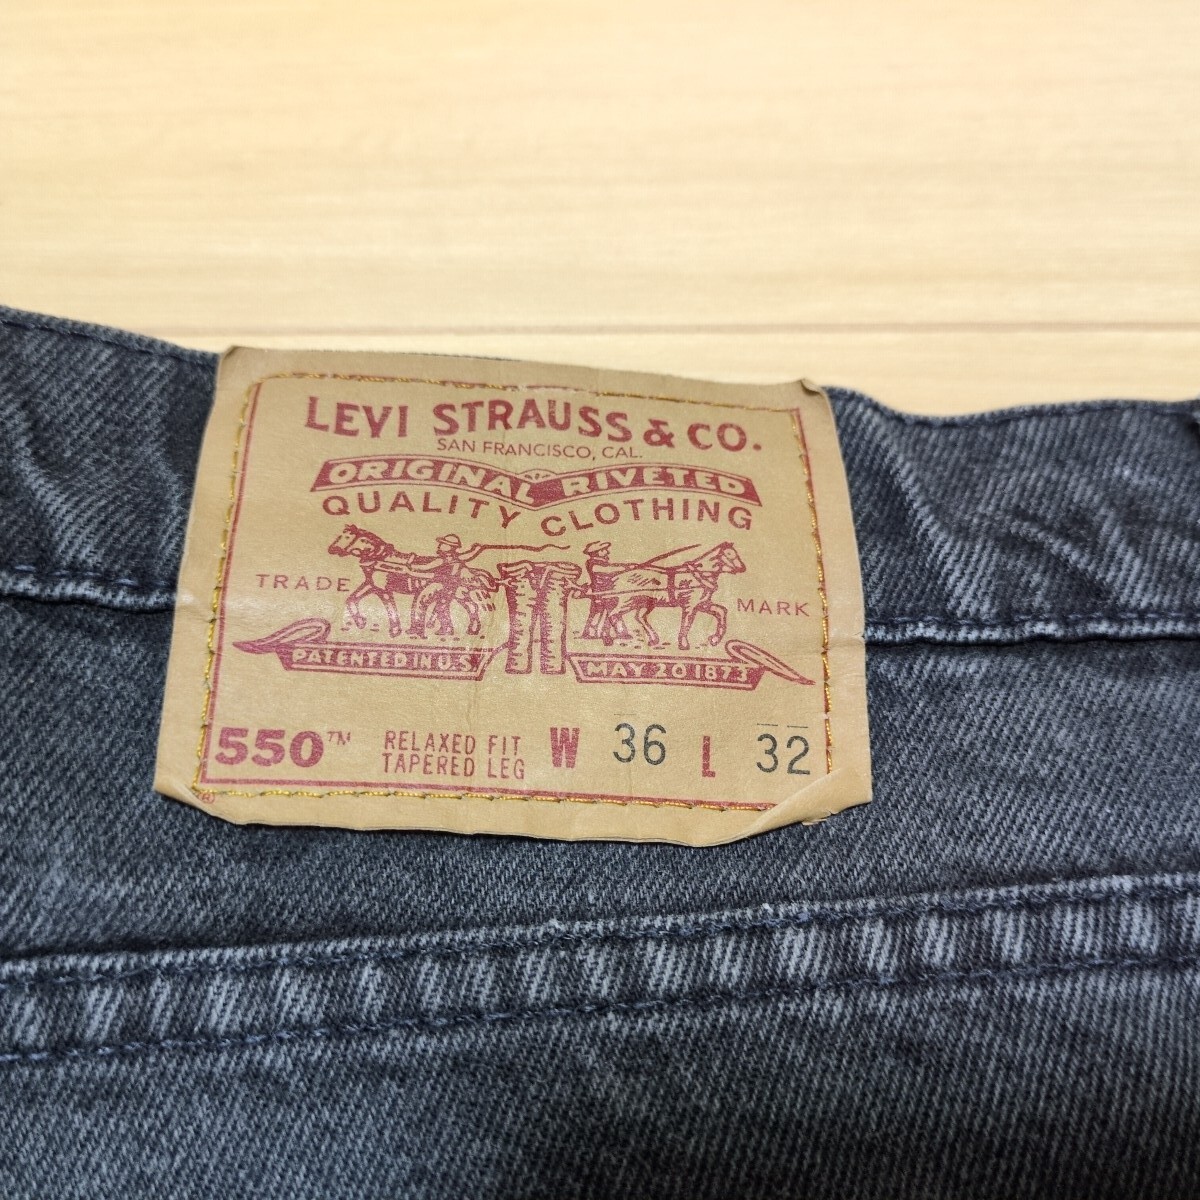 LEVI STRAUSS & CO.
SAN FRANCISCO, CAL.
ORIGINAL RIVETED
QUALITY CLOTHING
TRADE MARK
PATENTED IN U.S. MAY 20 1873
550™ RELAXED FIT W 36 L 32
TAPERED LEG
®